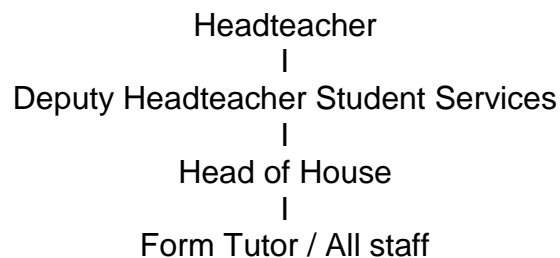 Headteacher
I
Deputy Headteacher Student Services
I
Head of House
I
Form Tutor / All staff